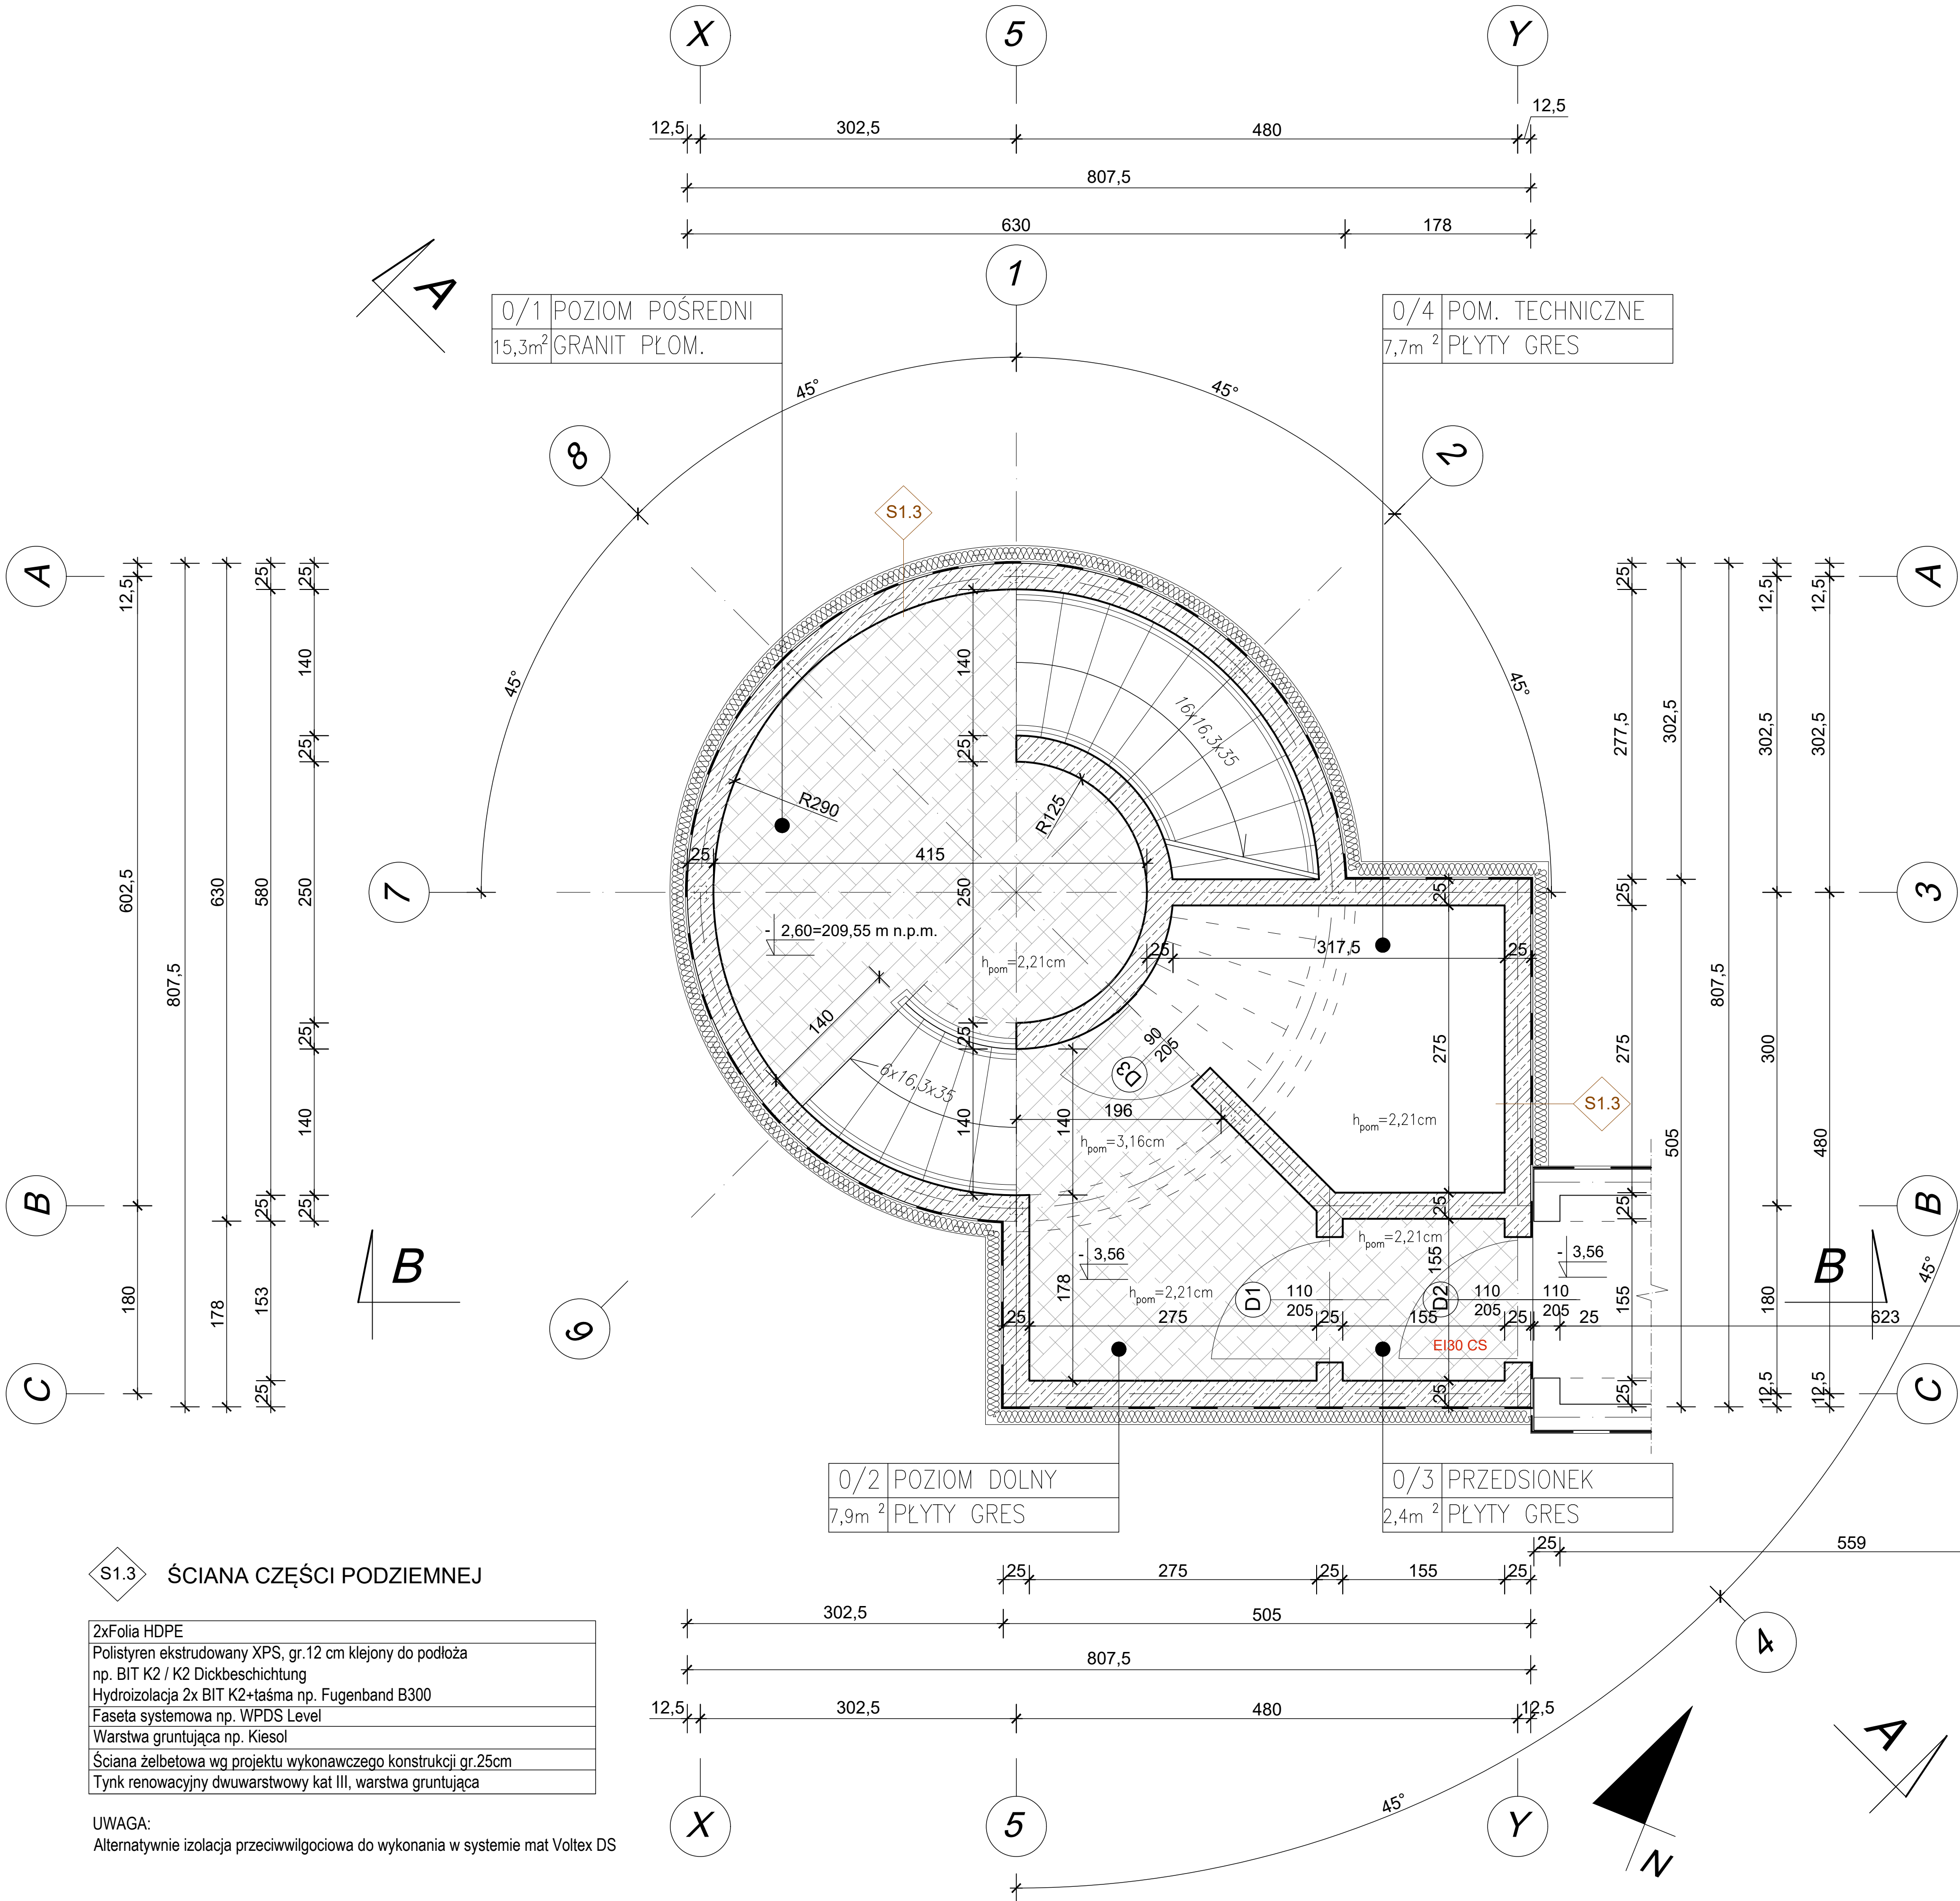 X
5
Y
12,5
302,5
480
12,5
807,5
630
178
1
A
0/1 POZIOM POŚREDNI
15,3m² GRANIT PŁOM.
0/4 POM. TECHNICZNE
7,7m ² PŁYTY GRES
45°
45°
8
2
S1.3
A
A
12,5
25
25
25
12,5
12,5
140
45°
45°
140
16x16,3x35
277,5
302,5
302,5
302,5
25
25
R290
R125
25
415
7
602,5
630
580
250
250
25
25
3
- 2,60=209,55 m n.p.m.
hpom=2,21cm
25
317,5
25
807,5
807,5
140
25
25
90
205
D3
275
275
300
6x16,3x35
196
140
140
140
hpom=3,16cm
hpom=2,21cm
S1.3
505
480
B
25
25
25
25
B
B
- 3,56
hpom=2,21cm
155
- 3,56
B
45°
180
178
153
178
hpom=2,21cm
D1
110
205
D2
110
205
110
205
155
180
25
275
25
155
25
25
623
EI30 CS
9
C
25
25
25
12,5
12,5
C
0/2 POZIOM DOLNY
7,9m ² PŁYTY GRES
0/3 PRZEDSIONEK
2,4m ² PŁYTY GRES
25
559
S1.3 ŚCIANA CZĘŚCI PODZIEMNEJ
25
275
25
155
25
302,5
505
4
2xFolia HDPE
Polistyren ekstrudowany XPS, gr.12 cm klejony do podłoża
np. BIT K2 / K2 Dickbeschichtung
Hydroizolacja 2x BIT K2+taśma np. Fugenband B300
Faseta systemowa np. WPDS Level
Warstwa gruntująca np. Kiesol
Ściana żelbetowa wg projektu wykonawczego konstrukcji gr.25cm
Tynk renowacyjny dwuwarstwowy kat III, warstwa gruntująca
807,5
12,5
302,5
480
12,5
A
45°
UWAGA:
Alternatywnie izolacja przeciwwilgociowa do wykonania w systemie mat Voltex DS
X
5
Y
N